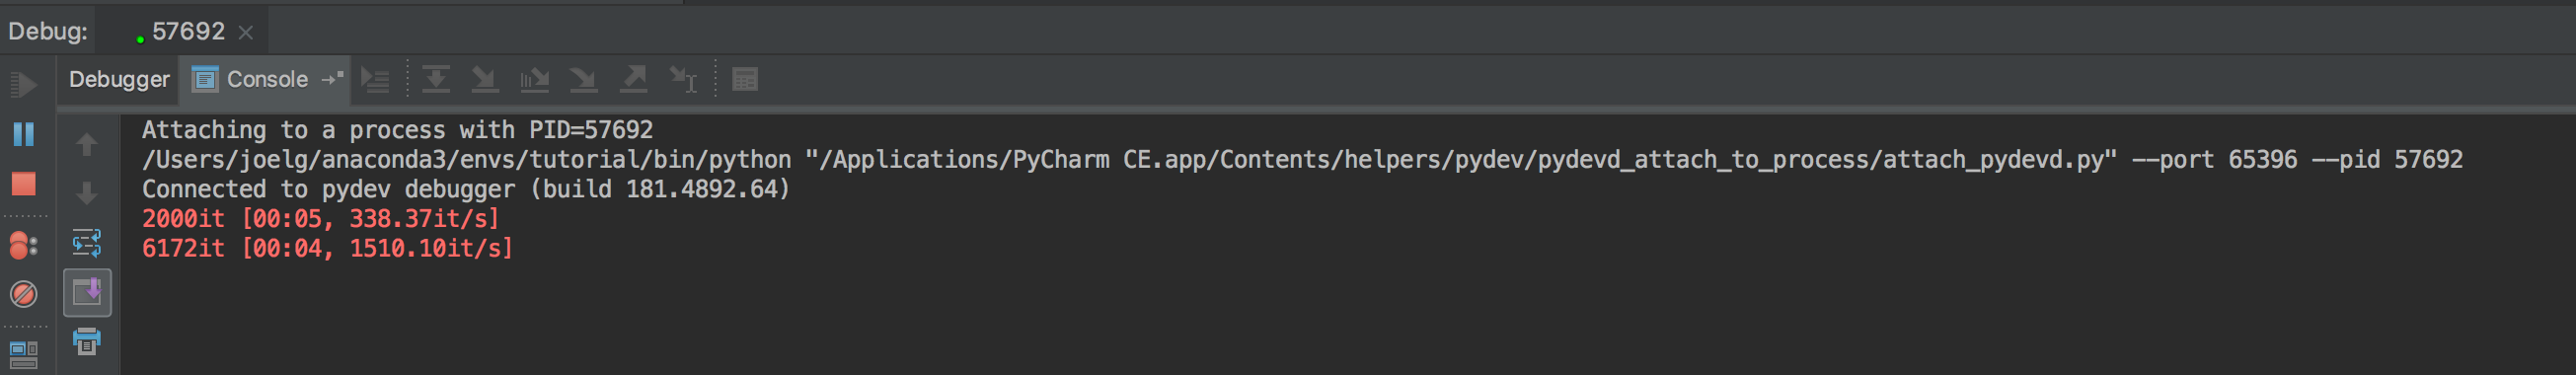 Debug: 57692
Debugger Console
Attaching to a process with PID=57692
/Users/joelg/anaconda3/envs/tutorial/bin/python "/Applications/PyCharm CE.app/Contents/helpers/pydev/pydevd_attach_to_process/attach_pydevd.py" --port 65396 --pid 57692
Connected to pydev debugger (build 181.4892.64)
2000it [00:05, 338.37it/s]
6172it [00:04, 1510.10it/s]